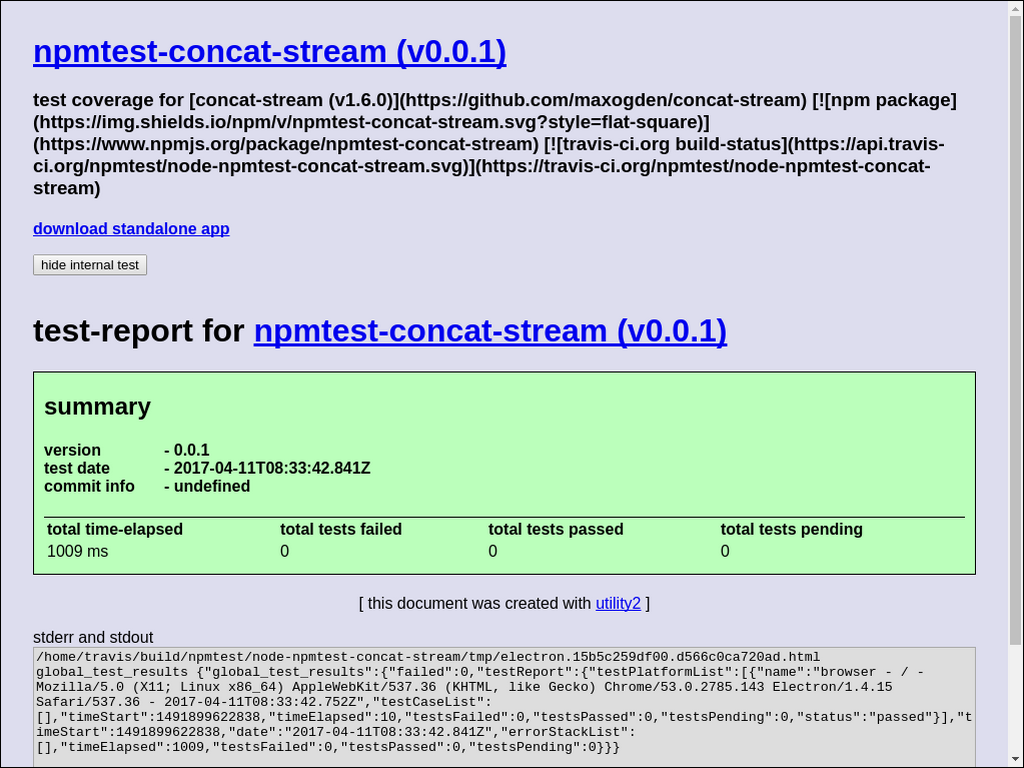 npmtest-concat-stream (v0.0.1)
test coverage for [concat-stream (v1.6.0)](https://github.com/maxogden/concat-stream) [![npm package]
(https://img.shields.io/npm/v/npmtest-concat-stream.svg?style=flat-square)]
(https://www.npmjs.org/package/npmtest-concat-stream) [![travis-ci.org build-status](https://api.travis-
ci.org/npmtest/node-npmtest-concat-stream.svg)](https://travis-ci.org/npmtest/node-npmtest-concat-
stream)
download standalone app
hide internal test
test-report for npmtest-concat-stream (v0.0.1)
summary
version - 0.0.1
test date - 2017-04-11T08:33:42.841Z
commit info - undefined
total time-elapsed total tests failed total tests passed total tests pending
1009 ms 0 0 0
[ this document was created with utility2 ]
stderr and stdout
/home/travis/build/npmtest/node-npmtest-concat-stream/tmp/electron.15b5c259df00.d566c0ca720ad.html
global_test_results {"global_test_results":{"failed":0,"testReport":{"testPlatformList":[{"name":"browser - / -
Mozilla/5.0 (X11; Linux x86_64) AppleWebKit/537.36 (KHTML, like Gecko) Chrome/53.0.2785.143 Electron/1.4.15
Safari/537.36 - 2017-04-11T08:33:42.752Z","testCaseList":
[],"timeStart":1491899622838,"timeElapsed":10,"testsFailed":0,"testsPassed":0,"testsPending":0,"status":"passed"}],"t
imeStart":1491899622838,"date":"2017-04-11T08:33:42.841Z","errorStackList":
[],"timeElapsed":1009,"testsFailed":0,"testsPassed":0,"testsPending":0}}}